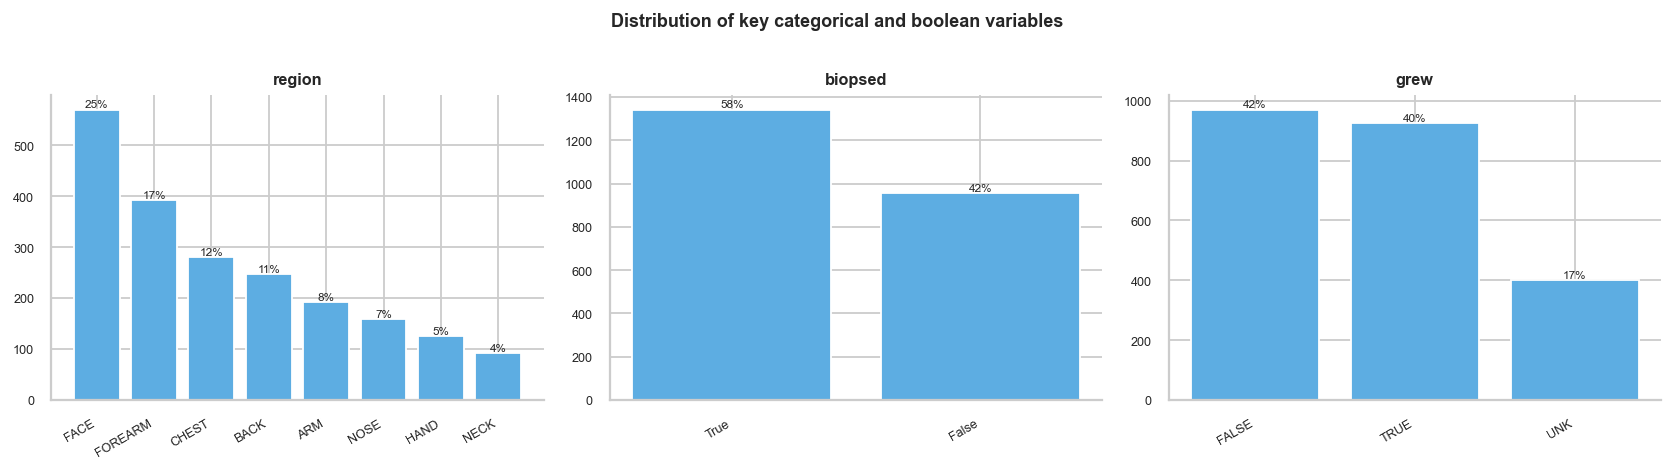 Distribution of key categorical and boolean variables
region
25%
17%
12%
11%
8%
7%
5%
4%
500
400
300
200
100
0
FACE
FOREARM
CHEST
BACK
ARM
NOSE
HAND
NECK
biopsed
58%
42%
1400
1200
1000
800
600
400
200
0
True
False
grew
42%
40%
17%
1000
800
600
400
200
0
FALSE
TRUE
UNK